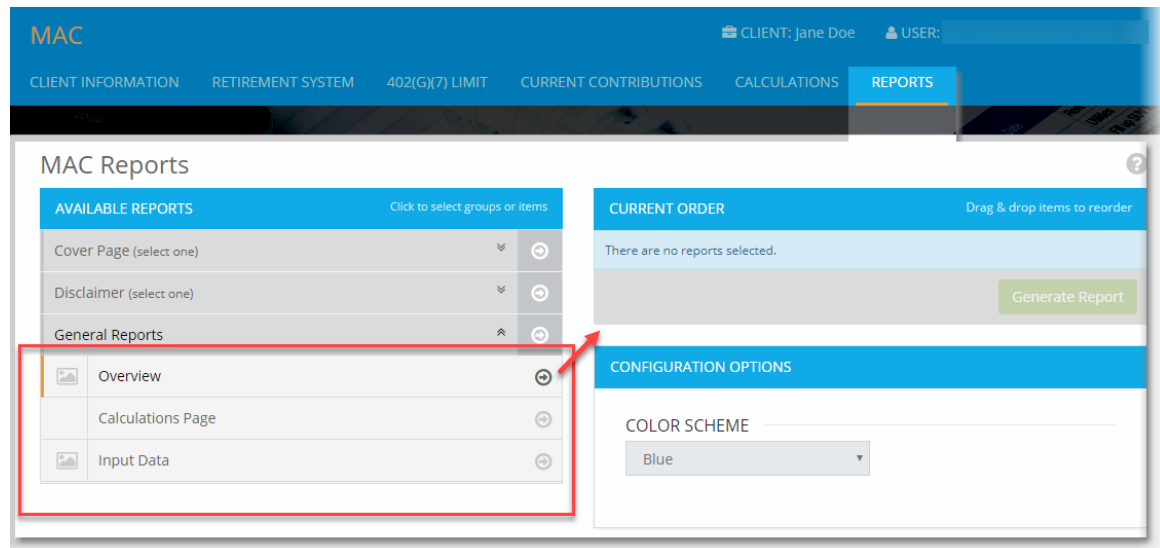 MAC
CLIENT: Jane Doe USER:
CLIENT INFORMATION RETIREMENT SYSTEM 402(G)(7) LIMIT CURRENT CONTRIBUTIONS CALCULATIONS REPORTS
MAC Reports
?
AVAILABLE REPORTS Click to select groups or items
Cover Page (select one)
Disclaimer (select one)
General Reports
Overview
Calculations Page
Input Data
CURRENT ORDER Drag & drop items to reorder
There are no reports selected.
Generate Report
CONFIGURATION OPTIONS
COLOR SCHEME
Blue